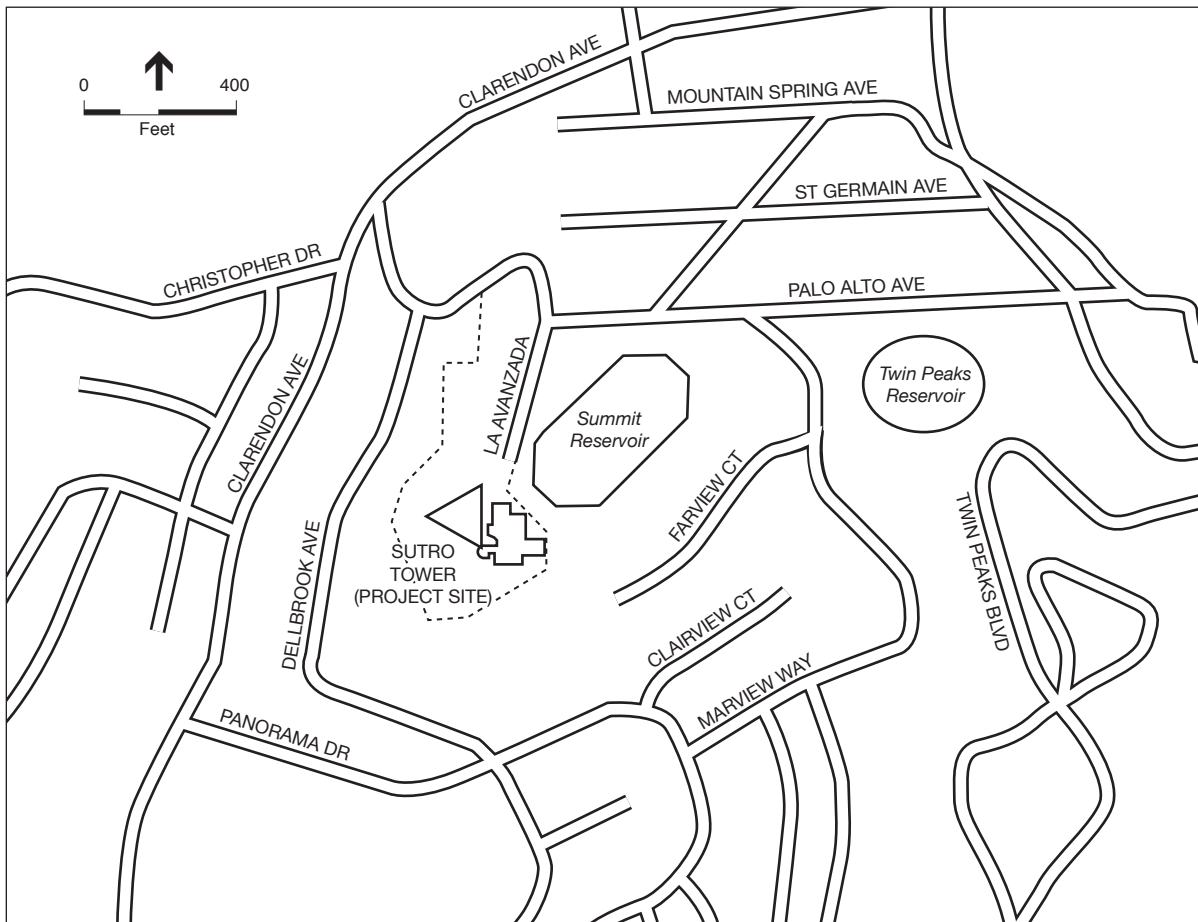 CLARENDON AVE
0 400
Feet
MOUNTAIN SPRING AVE
ST GERMAIN AVE
CHRISTOPHER DR
PALO ALTO AVE
CLARENDON AVE
LA AVANZADA
Summit
Reservoir
Twin Peaks
Reservoir
FARVIEW CT
TWIN PEAKS BLVD
DELLBROOK AVE
SUTRO
TOWER
(PROJECT SITE)
CLAIRVIEW CT
MARVIEW WAY
PANORAMA DR